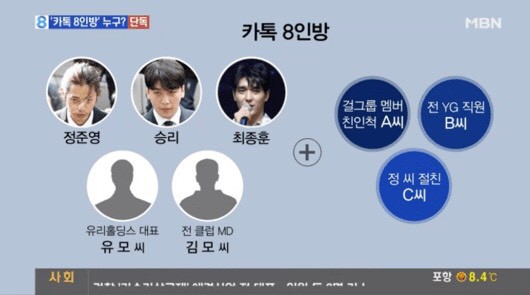 8 '카톡 8인방' 누구? 단독
MBN
카톡 8인방
정준영
승리
최종훈
유리홀딩스 대표
유 모 씨
전 클럽 MD
김 모 씨
+
걸그룹 멤버
친인척 A씨
전 YG 직원
B씨
정 씨 절친
C씨
사회
포항 8.4℃